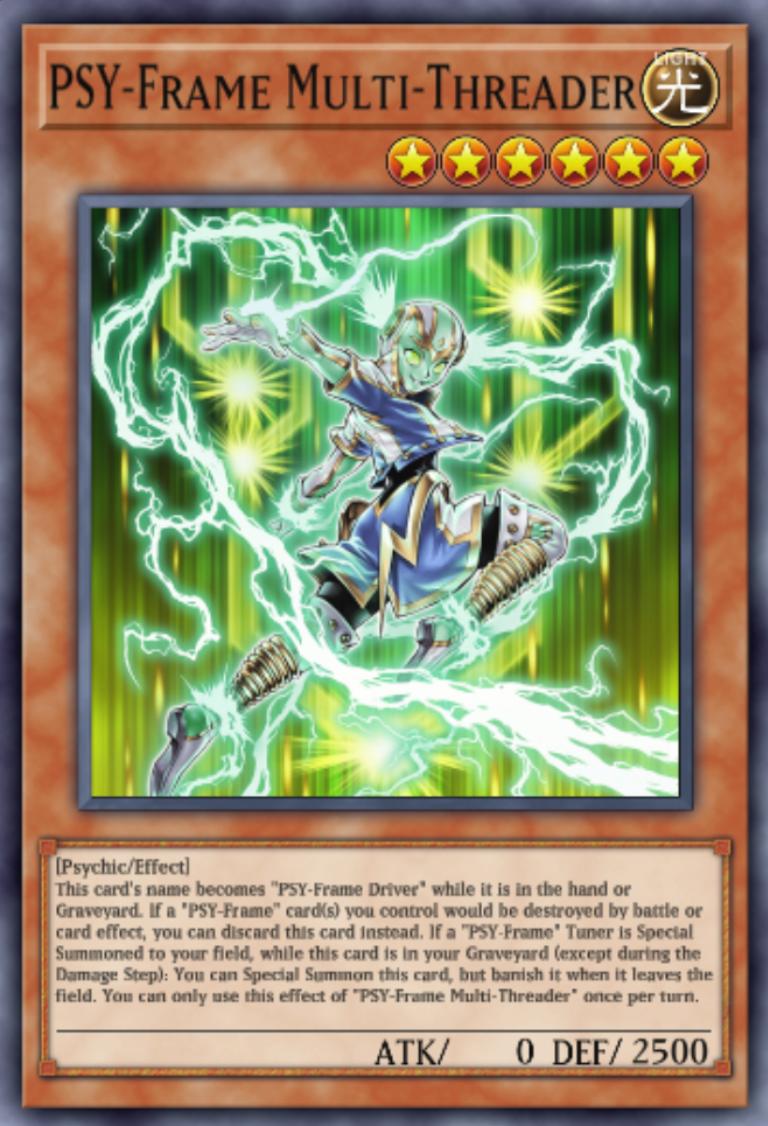 PSY-Frame Multi-Threader
LIGHT
光
[Psychic/Effect]
This card's name becomes "PSY-Frame Driver" while it is in the hand or
Graveyard. If a "PSY-Frame" card(s) you control would be destroyed by battle or
card effect, you can discard this card instead. If a "PSY-Frame" Tuner is Special
Summoned to your field, while this card is in your Graveyard (except during the
Damage Step): You can Special Summon this card, but banish it when it leaves the
field. You can only use this effect of "PSY-Frame Multi-Threader" once per turn.
ATK/ 0 DEF/ 2500